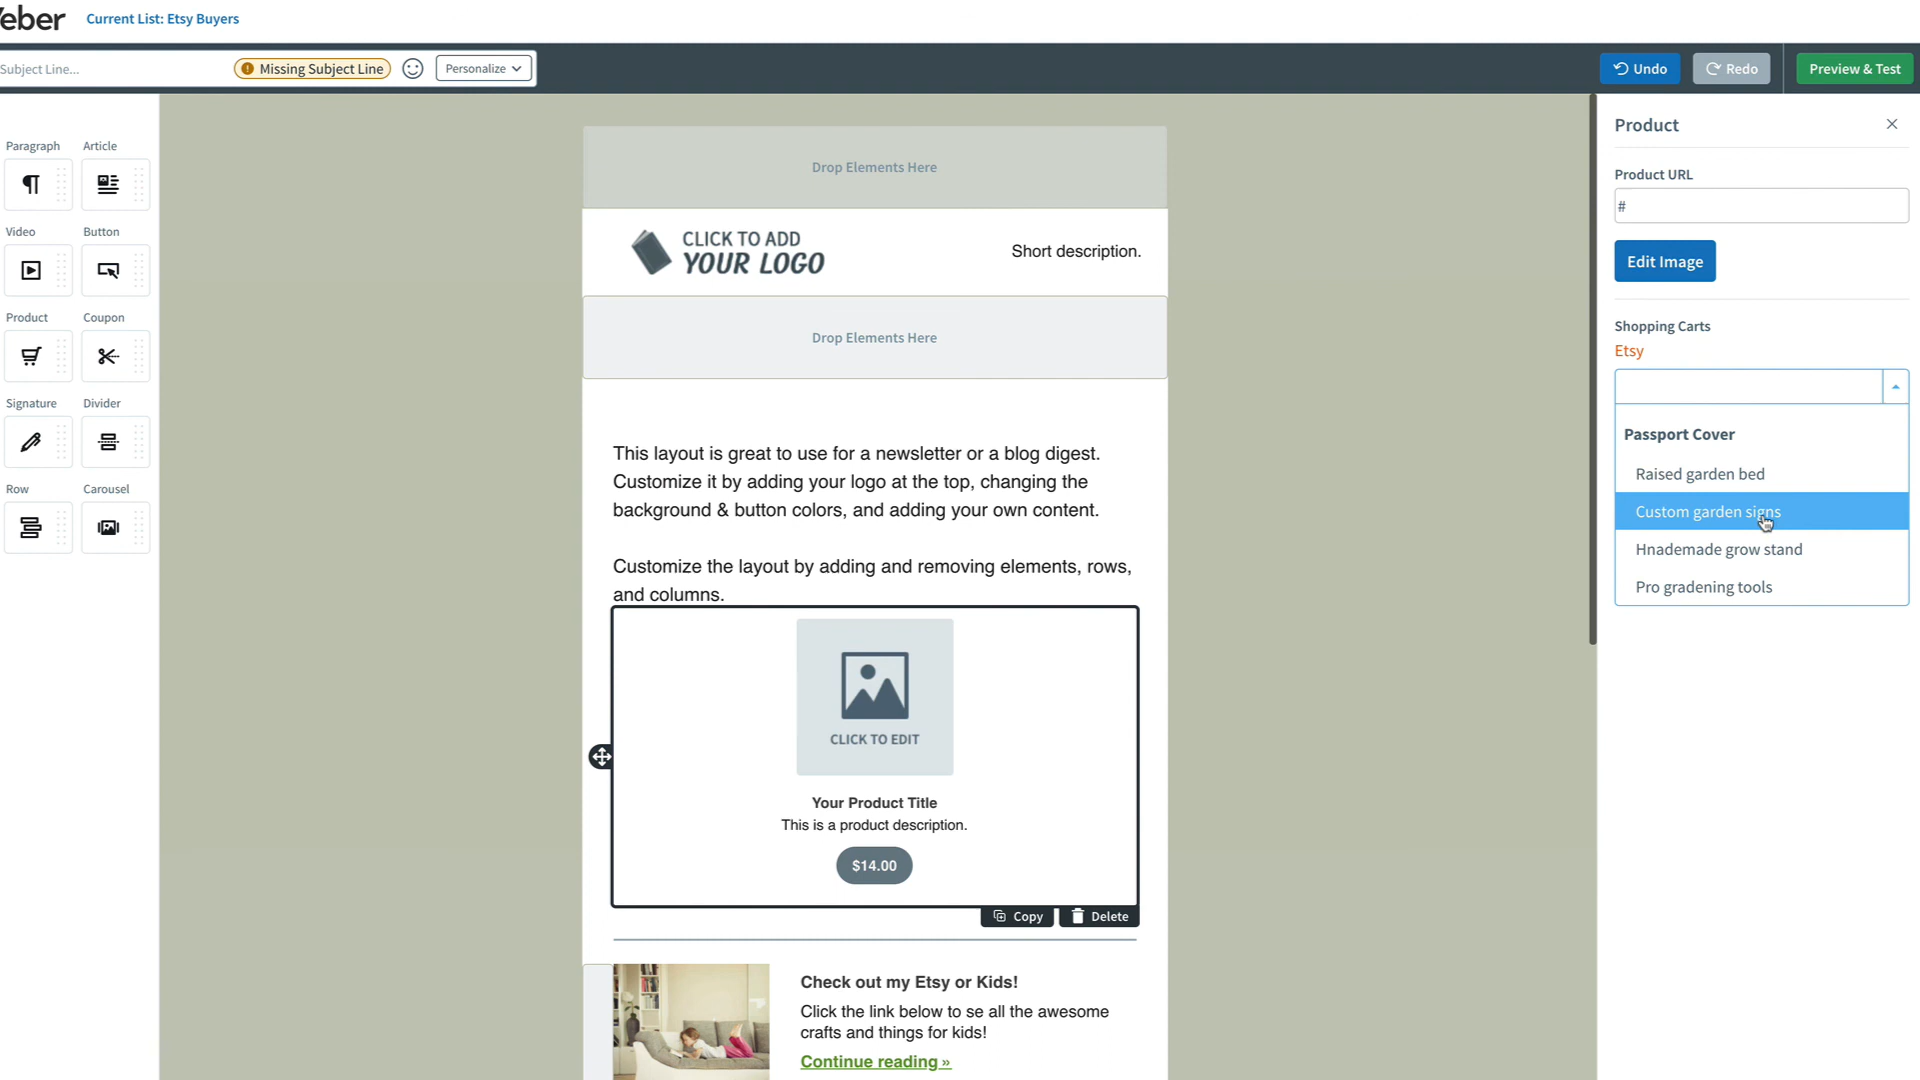 eber
Current List: Etsy Buyers
Subject Line...
Missing Subject Line
Personalize
Undo
Redo
Preview & Test
Paragraph
Article
Video
Button
Product
Coupon
Signature
Divider
Row
Carousel
Drop Elements Here
CLICK TO ADD
YOUR LOGO
Short description.
Drop Elements Here
This layout is great to use for a newsletter or a blog digest.
Customize it by adding your logo at the top, changing the
background & button colors, and adding your own content.
Customize the layout by adding and removing elements, rows,
and columns.
CLICK TO EDIT
Your Product Title
This is a product description.
$14.00
Copy
Delete
Check out my Etsy or Kids!
Click the link below to se all the awesome
crafts and things for kids!
Continue reading »
Product
Product URL
#
Edit Image
Shopping Carts
Etsy
Passport Cover
Raised garden bed
Custom garden signs
Hnademade grow stand
Pro gradening tools